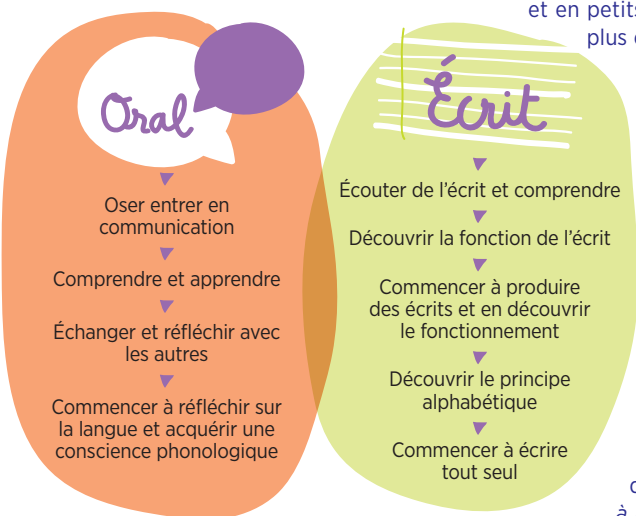 et en petits
plus
Oral
Oser entrer en
communication
Comprendre et apprendre
Échanger et réfléchir avec
les autres
Commencer à réfléchir sur
la langue et acquérir une
conscience phonologique
Écrit
Écouter de l'écrit et comprendre
Découvrir la fonction de l'écrit
Commencer à produire
des écrits et en découvrir
le fonctionnement
Découvrir le principe
alphabétique
Commencer à écrire
tout seul
à